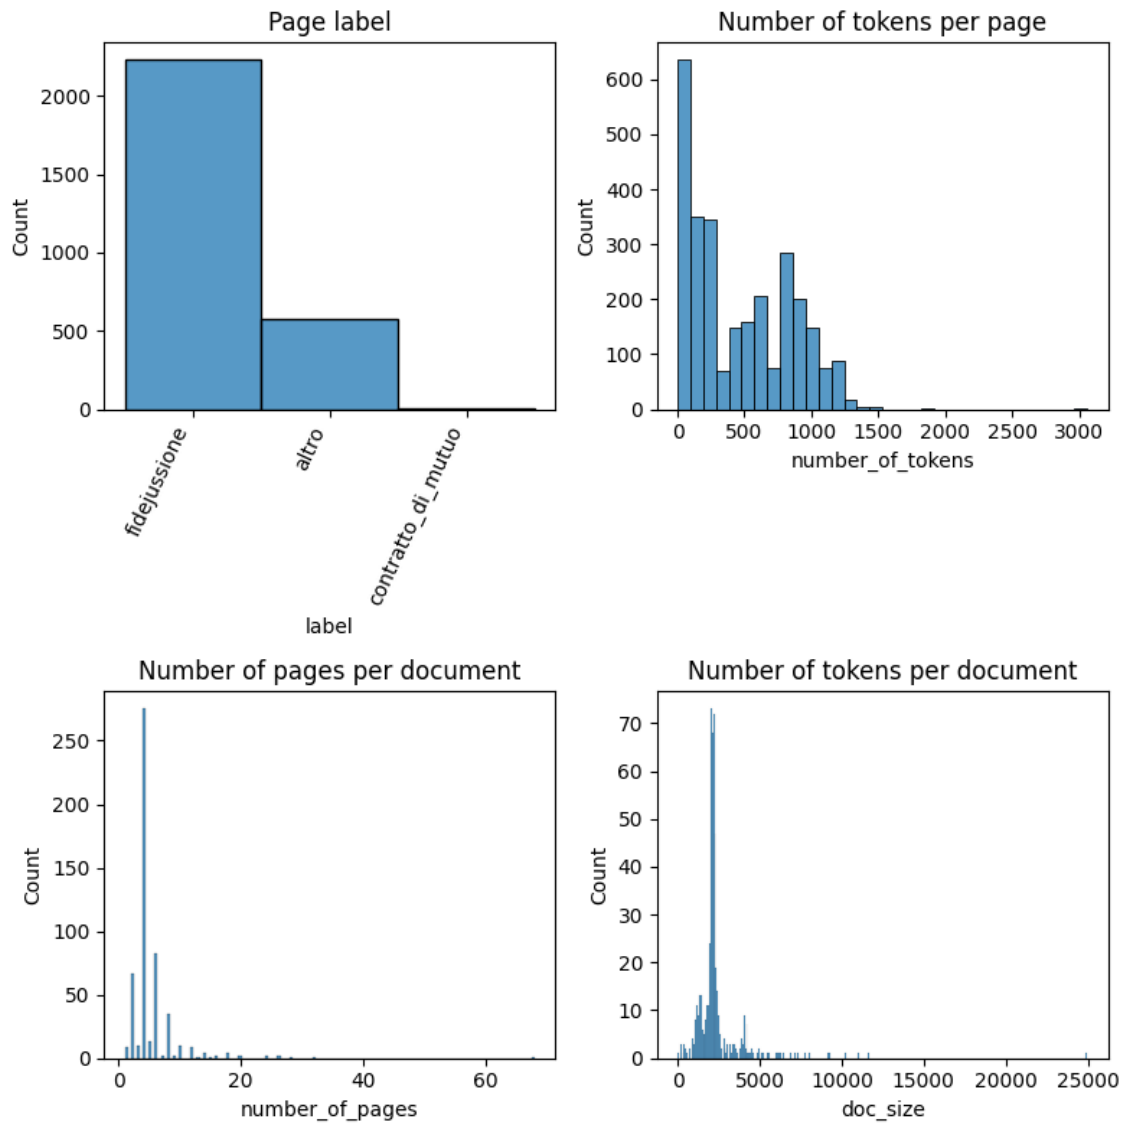 Page label
Count
2000
1500
1000
500
0
fidejussione
altro
contratto_di_mutuo
label
Number of tokens per page
Count
600
500
400
300
200
100
0
0 500 1000 1500 2000 2500 3000
number_of_tokens
Number of pages per document
Count
250
200
150
100
50
0
0 20 40 60
number_of_pages
Number of tokens per document
Count
70
60
50
40
30
20
10
0
0 5000 10000 15000 20000 25000
doc_size